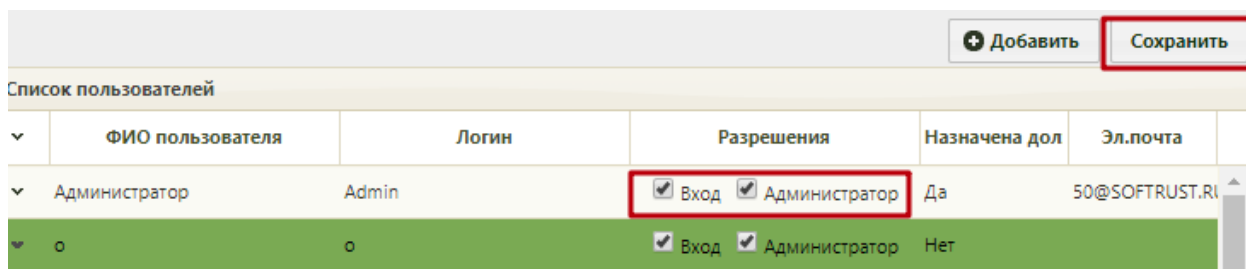 Добавить Сохранить
Список пользователей
ФИО пользователя Логин Разрешения Назначена дол Эл.почта
Администратор Admin Вход Администратор Да 50@SOFTRUST.RU
о о Вход Администратор Нет